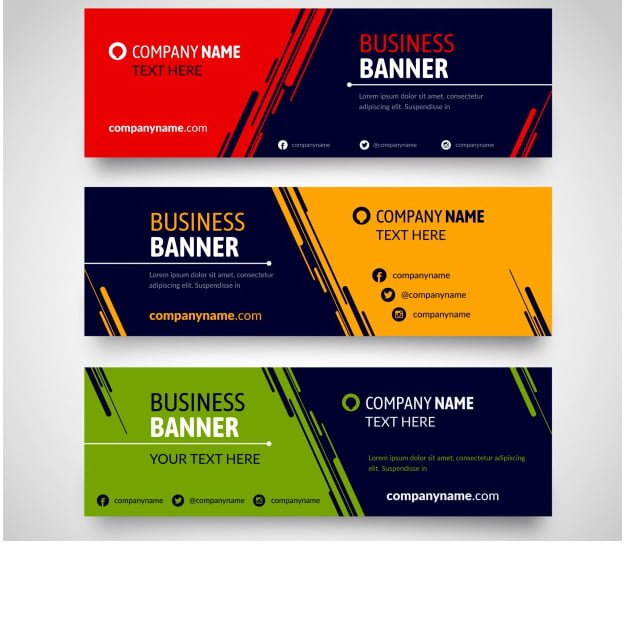 COMPANY NAME
TEXT HERE
companyname.com
BUSINESS
BANNER
Lorem ipsum dolor sit amet, consectetur
adipiscing elit. Suspendisse in
companyname
@companyname
companyname
BUSINESS
BANNER
Lorem ipsum dolor sit amet, consectetur
adipiscing elit. Suspendisse in
companyname.com
COMPANY NAME
TEXT HERE
companyname
@companyname
companyname
BUSINESS
BANNER
YOUR TEXT HERE
companyname
@companyname
companyname
COMPANY NAME
TEXT HERE
Lorem ipsum dolor sit amet, consectetur
adipiscing elit. Suspendisse in
companyname.com